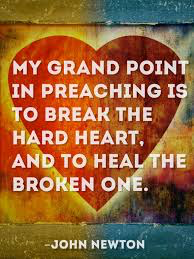 MY GRAND POINT
IN PREACHING IS
TO BREAK THE
HARD HEART,
AND TO HEAL THE
BROKEN ONE.
–JOHN NEWTON